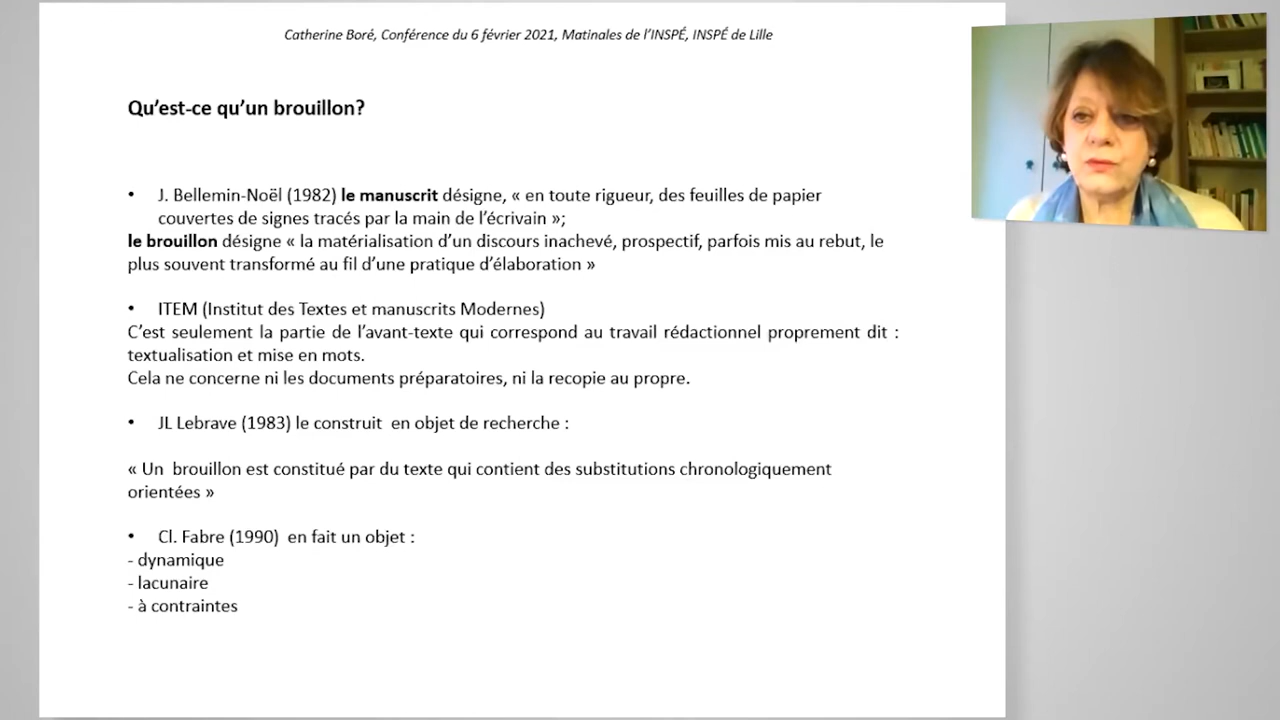 Catherine Boré, Conférence du 6 février 2021, Matinales de l'INSPÉ, INSPÉ de Lille
Qu'est-ce qu'un brouillon?
• J. Bellemin-Noël (1982) le manuscrit désigne, « en toute rigueur, des feuilles de papier
couvertes de signes tracés par la main de l'écrivain »;
le brouillon désigne « la matérialisation d'un discours inachevé, prospectif, parfois mis au rebut, le
plus souvent transformé au fil d'une pratique d'élaboration »
• ITEM (Institut des Textes et manuscrits Modernes)
C'est seulement la partie de l'avant-texte qui correspond au travail rédactionnel proprement dit :
textualisation et mise en mots.
Cela ne concerne ni les documents préparatoires, ni la recopie au propre.
• JL Lebrave (1983) le construit en objet de recherche :
« Un brouillon est constitué par du texte qui contient des substitutions chronologiquement
orientées »
• Cl. Fabre (1990) en fait un objet :
- dynamique
- lacunaire
- à contraintes